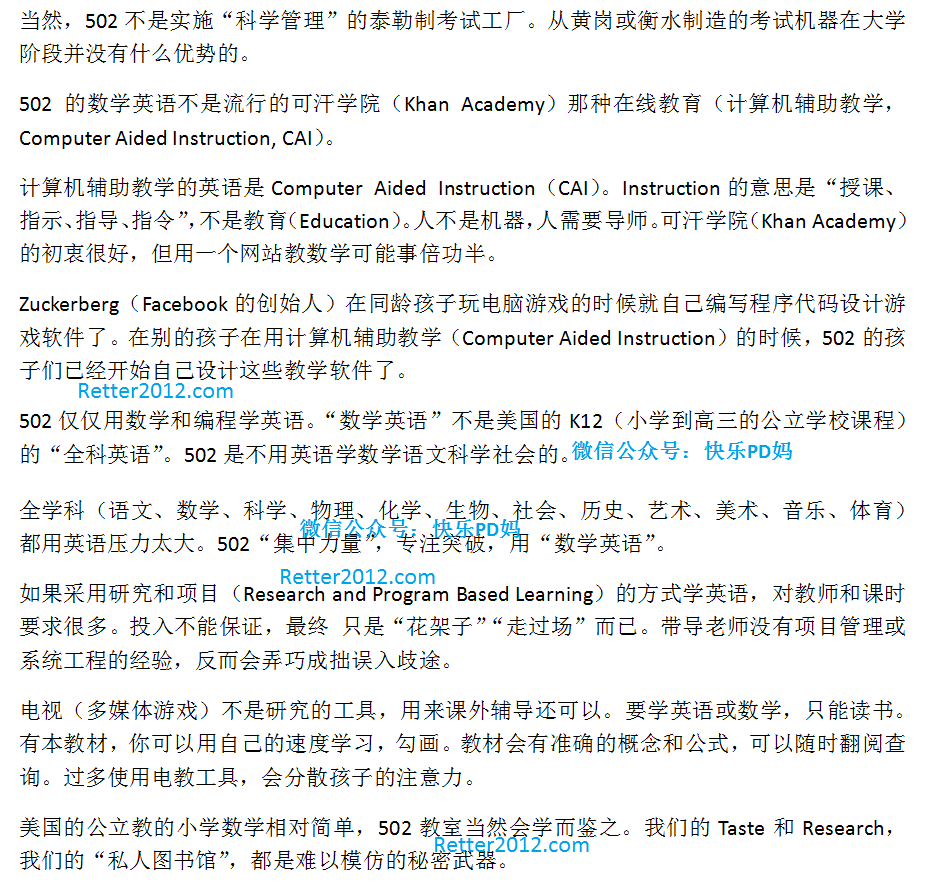 当然，502 不是实施“科学管理”的泰勒制考试工厂。从黄岗或衡水制造的考试机器在大学
阶段并没有什么优势的。
502 的数学英语不是流行的可汗学院（Khan Academy）那种在线教育（计算机辅助教学，
Computer Aided Instruction, CAI）。
计算机辅助教学的英语是 Computer Aided Instruction（CAI）。Instruction 的意思是“授课、
指示、指导、指令”，不是教育（Education）。人不是机器，人需要导师。可汗学院（Khan Academy）
的初衷很好，但用一个网站教数学可能事倍功半。
Zuckerberg（Facebook 的创始人）在同龄孩子玩电脑游戏的时候就自己编写程序代码设计游
戏软件了。在别的孩子在用计算机辅助教学（Computer Aided Instruction）的时候，502 的孩
子们已经开始自己设计这些教学软件了。
Retter2012.com
502 仅仅用数学和编程学英语。“数学英语”不是美国的 K12（小学到高三的公立学校课程）
的“全科英语”。502 是不用英语学数学语文科学社会的。
微信公众号：快乐PD妈
全学科（语文、数学、科学、物理、化学、生物、社会、历史、艺术、美术、音乐、体育）
微信公众号：快乐PD妈
都用英语压力太大。502“集中力量”，专注突破，用“数学英语”。
Retter2012.com
如果采用研究和项目（Research and Program Based Learning）的方式学英语，对教师和课时
要求很多。投入不能保证，最终 只是“花架子”“走过场”而已。带导老师没有项目管理或
系统工程的经验，反而会弄巧成拙误入歧途。
电视（多媒体游戏）不是研究的工具，用来课外辅导还可以。要学英语或数学，只能读书。
有本教材，你可以用自己的速度学习，勾画。教材会有准确的概念和公式，可以随时翻阅查
询。过多使用电教工具，会分散孩子的注意力。
美国的公立教的小学数学相对简单，502 教室当然会学而鉴之。我们的 Taste 和 Research，
Retter2012.com
我们的“私人图书馆”，都是难以模仿的秘密武器。